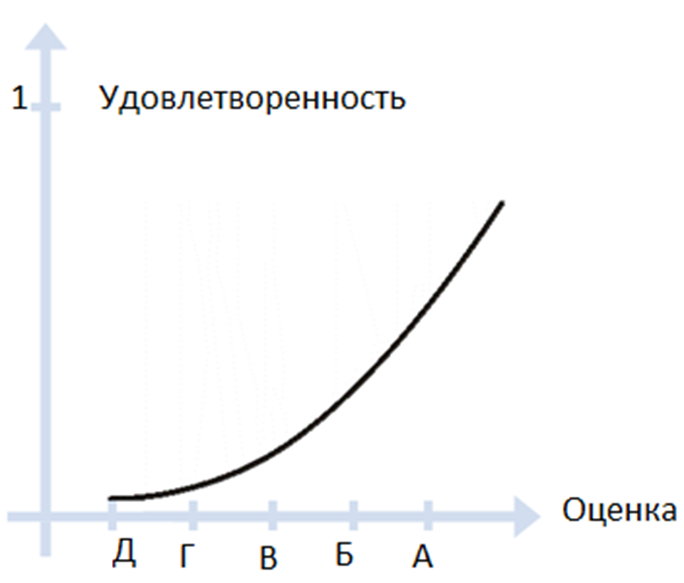 1 Удовлетворенность
Оценка
Д Г В Б А